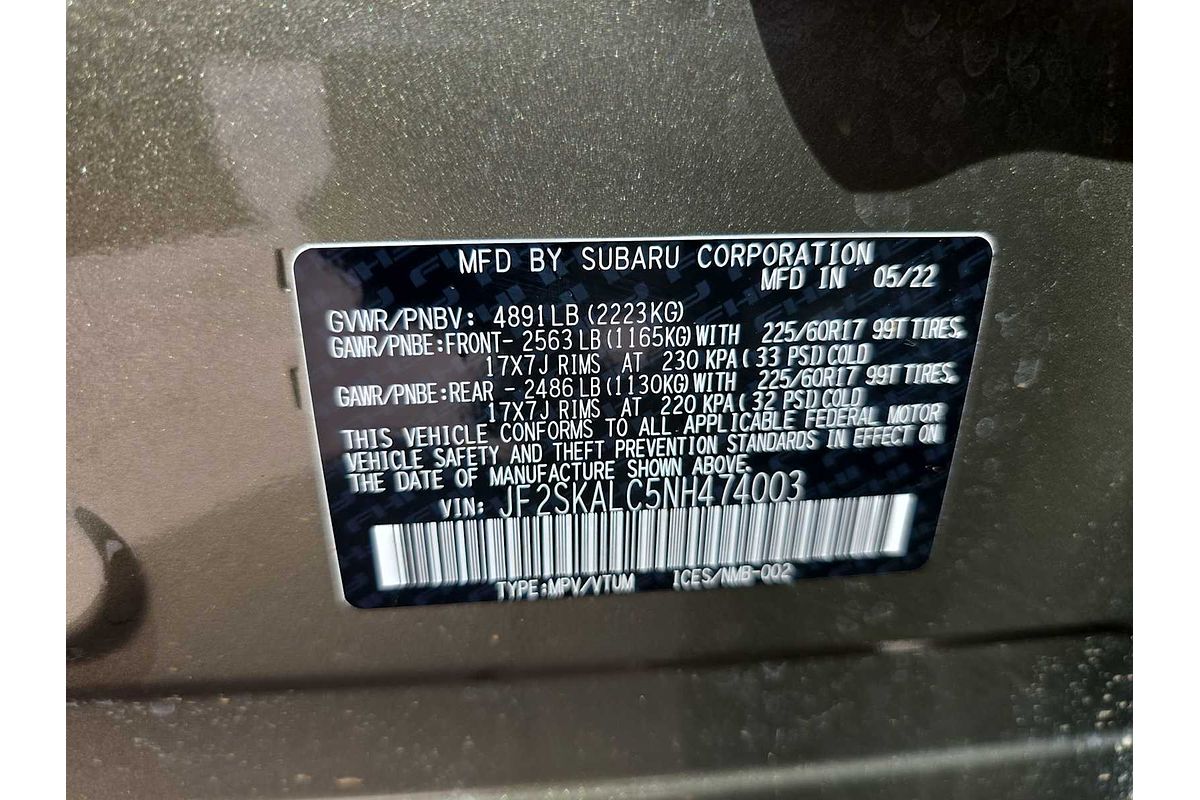 MFD BY SUBARU CORPORATION
MFD IN 05/22
GVWR/PNBV: 4891LB (2223KG)
GAWR/PNBE:FRONT- 2563 LB (1165KG) WITH 225/60R17 99T TIRES.
17X7J RIMS AT 230 KPA ( 33 PSI) COLD
GAWR/PNBE:REAR - 2486 LB (1130KG) WITH 225/60R17 99T TIRES.
17X7J RIMS AT 220 KPA ( 32 PSI) COLD
THIS VEHICLE CONFORMS TO ALL APPLICABLE FEDERAL MOTOR
VEHICLE SAFETY AND THEFT PREVENTION STANDARDS IN EFFECT ON
THE DATE OF MANUFACTURE SHOWN ABOVE.
VIN: JF2SKALC5NH474003
TYPE:MPV/VTUM ICES/NMB-002